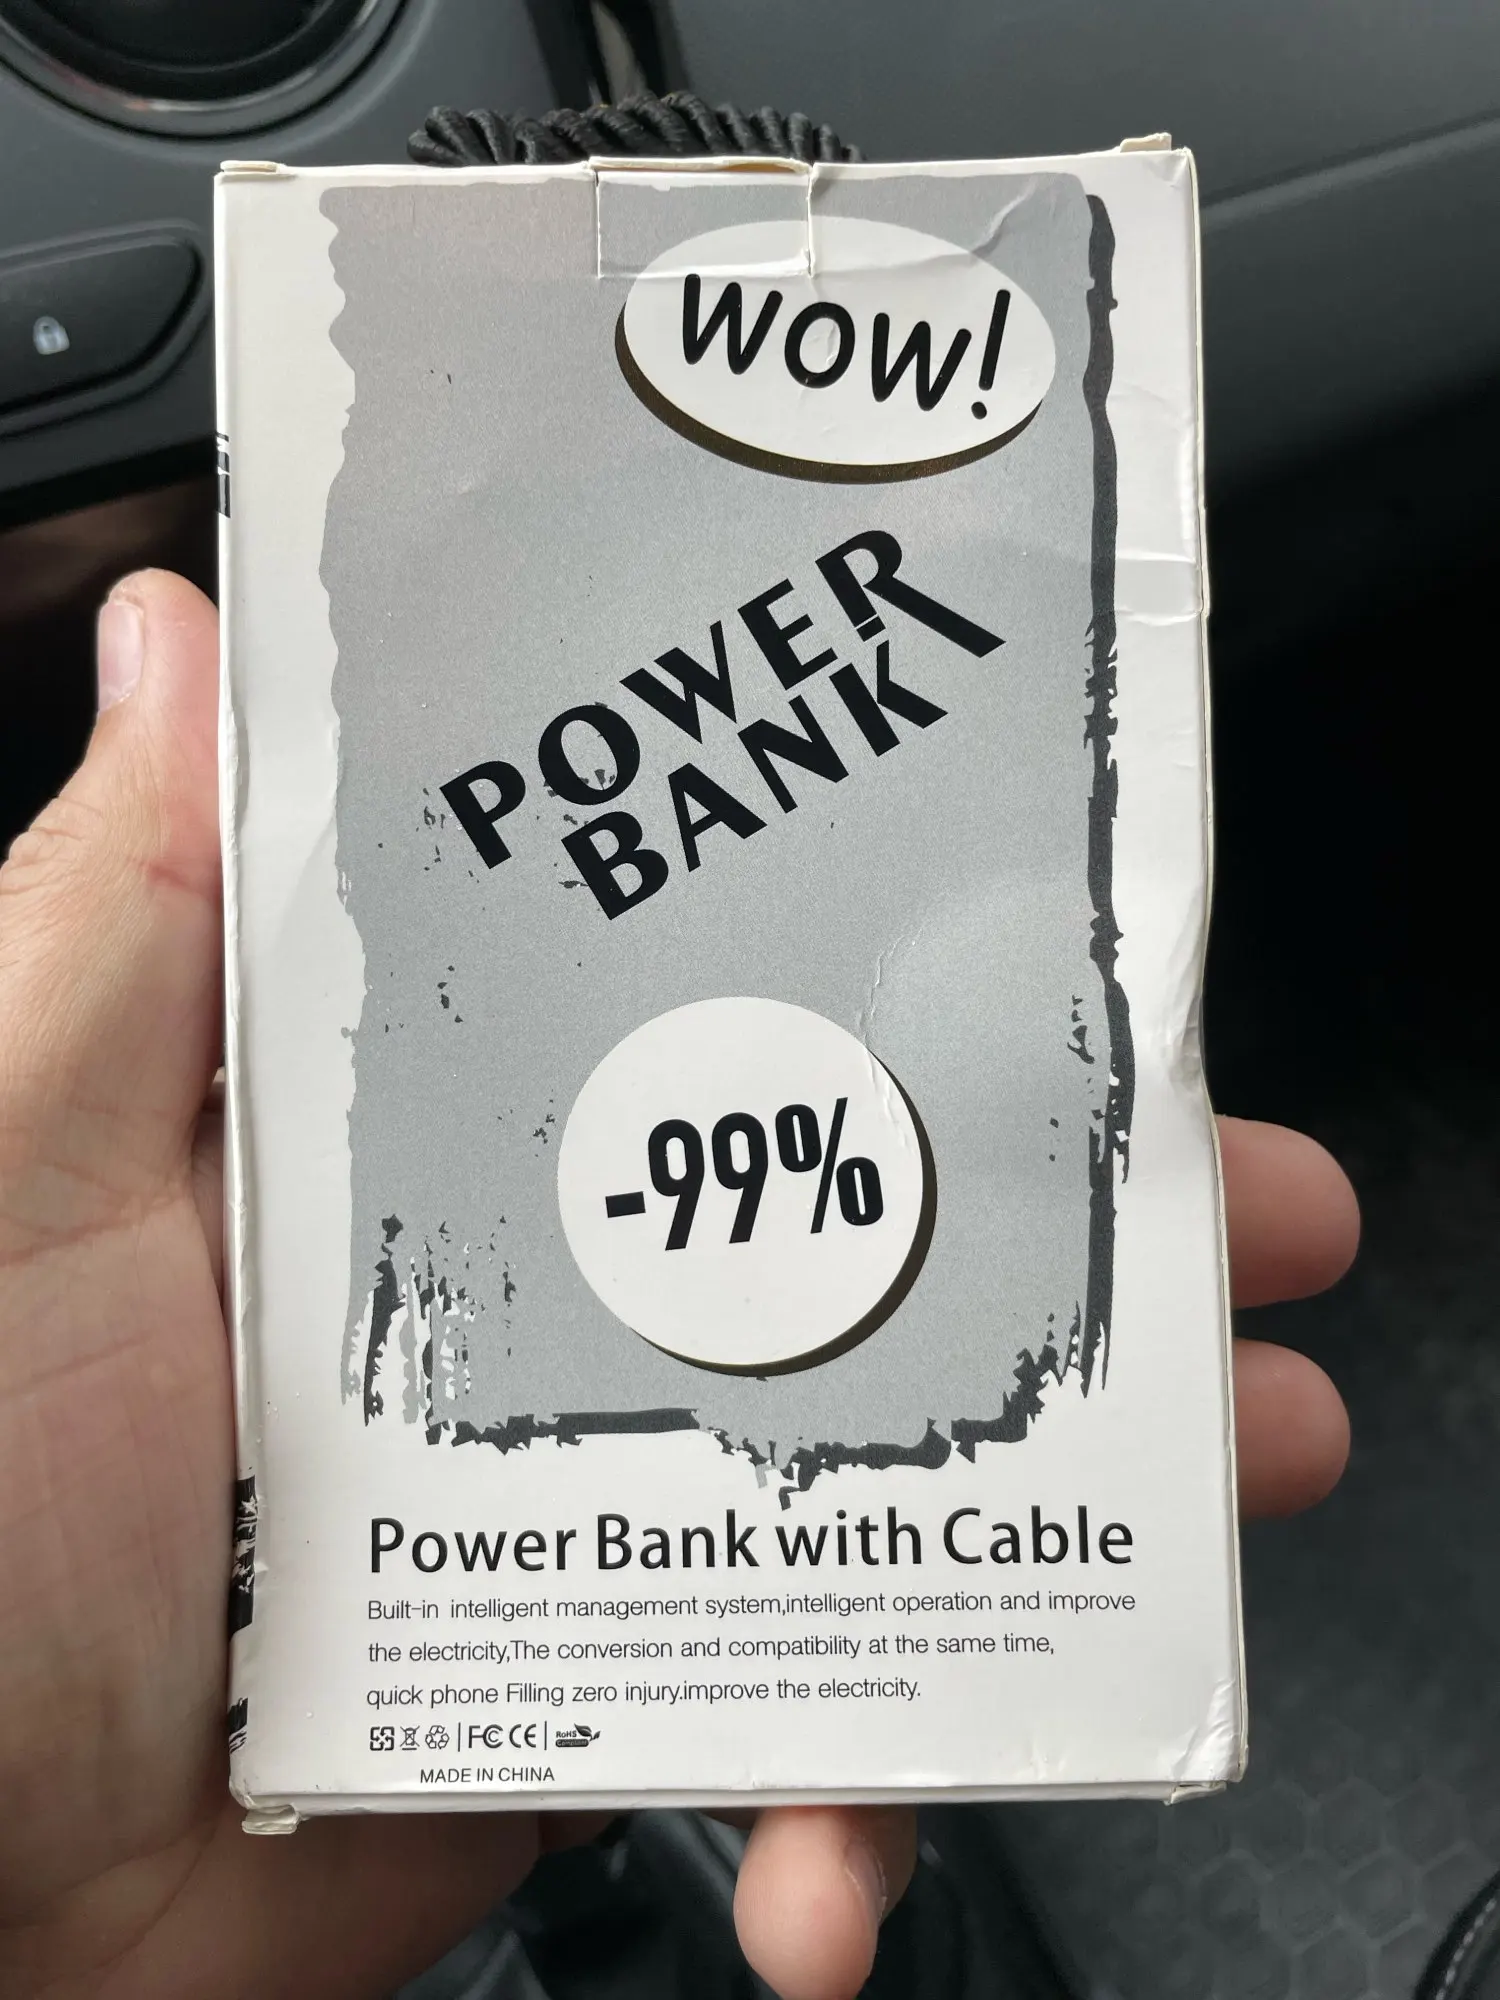 WOW!
POWER
BANK
-99%
Power Bank with Cable
Built-in intelligent management system,intelligent operation and improve
the electricity,The conversion and compatibility at the same time,
quick phone Filling zero injury.improve the electricity.
FC CE RoHS
Compliant
MADE IN CHINA